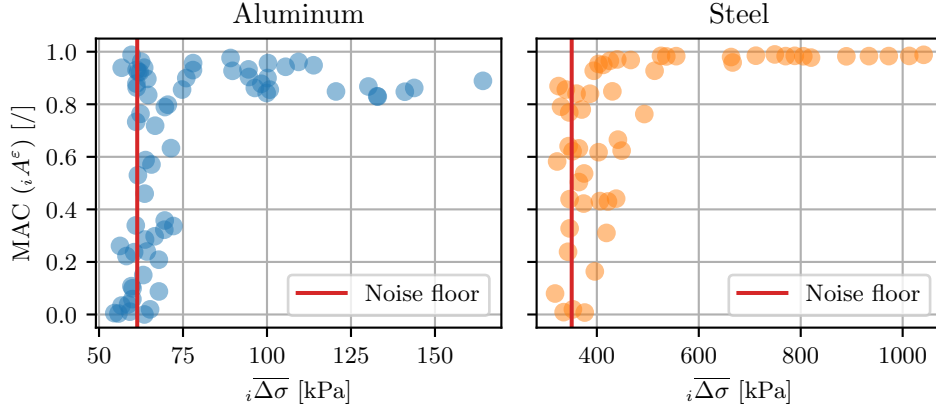 Aluminum
Steel
MAC (ᵢA^ε) [/]
1.0
0.8
0.6
0.4
0.2
0.0
Noise floor
Noise floor
50 75 100 125 150
400 600 800 1000
ᵢΔσ̅ [kPa]
ᵢΔσ̅ [kPa]